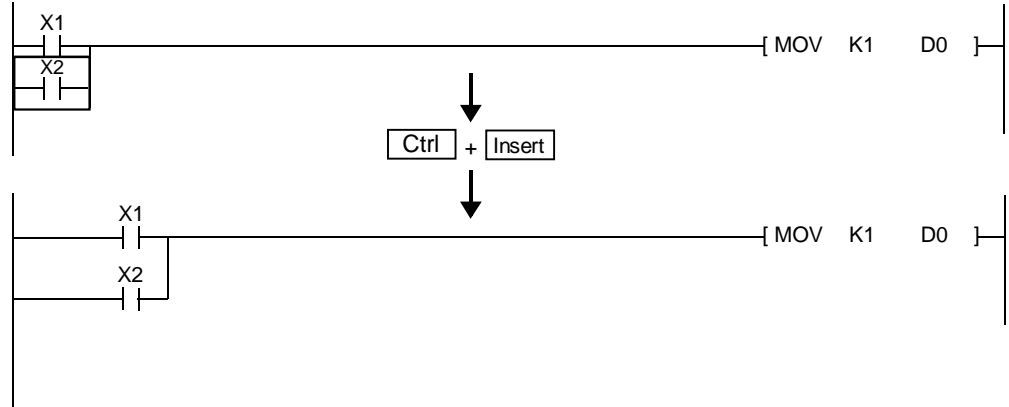 X1
[ MOV K1 D0 ]
X2
Ctrl + Insert
X1
[ MOV K1 D0 ]
X2